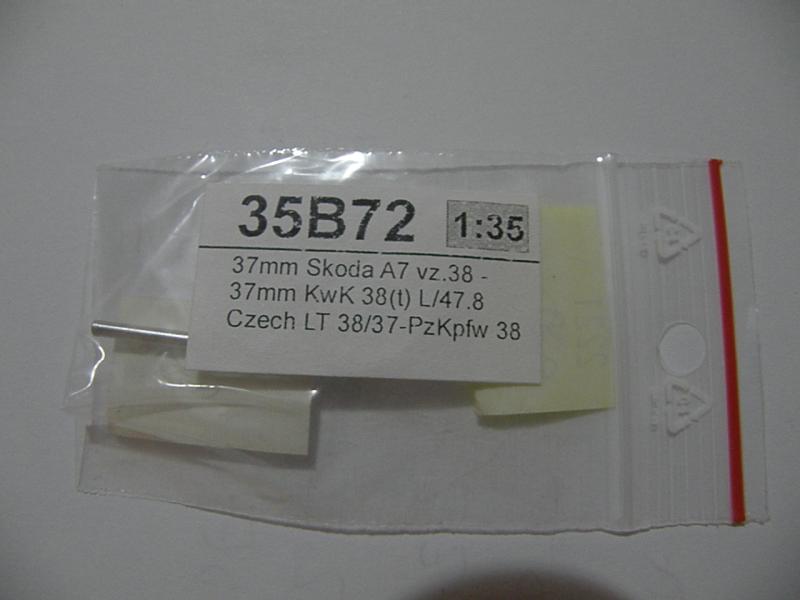 35B72 1:35
37mm Skoda A7 vz.38 -
37mm KwK 38(t) L/47.8
Czech LT 38/37-PzKpfw 38